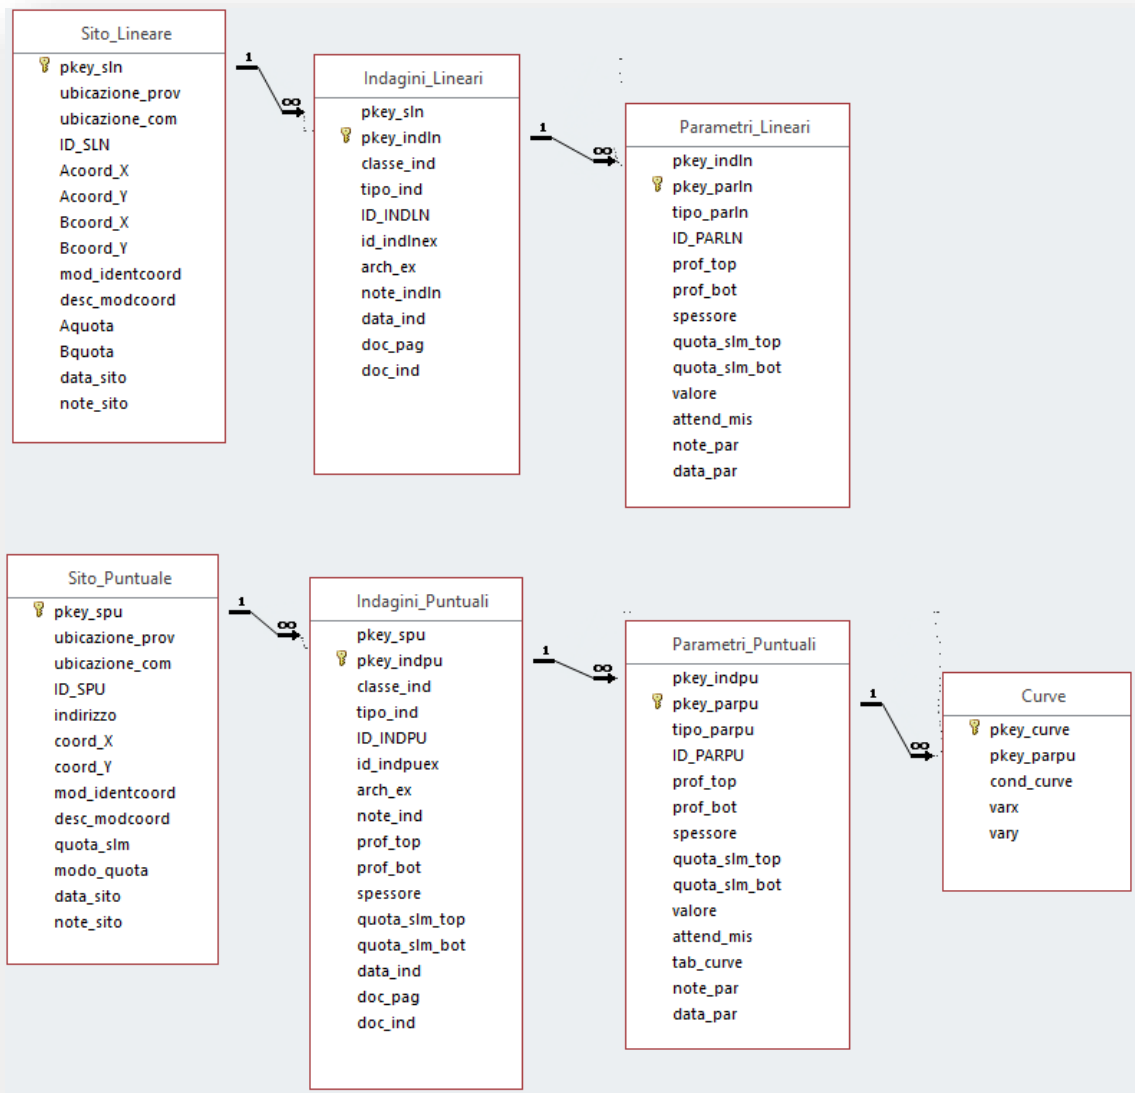 Sito_Lineare
pkey_sln
ubicazione_prov
ubicazione_com
ID_SLN
Acoord_X
Acoord_Y
Bcoord_X
Bcoord_Y
mod_identcoord
desc_modcoord
Aquota
Bquota
data_sito
note_sito
1
∞
Indagini_Lineari
pkey_sln
pkey_indln
classe_ind
tipo_ind
ID_INDLN
id_indlnex
arch_ex
note_indln
data_ind
doc_pag
doc_ind
1
∞
Parametri_Lineari
pkey_indln
pkey_parln
tipo_parln
ID_PARLN
prof_top
prof_bot
spessore
quota_slm_top
quota_slm_bot
valore
attend_mis
note_par
data_par
Sito_Puntuale
pkey_spu
ubicazione_prov
ubicazione_com
ID_SPU
indirizzo
coord_X
coord_Y
mod_identcoord
desc_modcoord
quota_slm
modo_quota
data_sito
note_sito
1
∞
Indagini_Puntuali
pkey_spu
pkey_indpu
classe_ind
tipo_ind
ID_INDPU
id_indpuex
arch_ex
note_ind
prof_top
prof_bot
spessore
quota_slm_top
quota_slm_bot
data_ind
doc_pag
doc_ind
1
∞
Parametri_Puntuali
pkey_indpu
pkey_parpu
tipo_parpu
ID_PARPU
prof_top
prof_bot
spessore
quota_slm_top
quota_slm_bot
valore
attend_mis
tab_curve
note_par
data_par
1
∞
Curve
pkey_curve
pkey_parpu
cond_curve
varx
vary